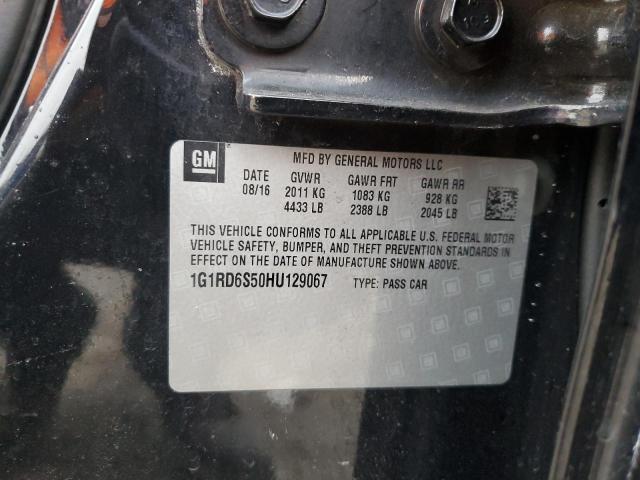 GM
MFD BY GENERAL MOTORS LLC
DATE GVWR GAWR FRT GAWR RR
08/16 2011 KG 1083 KG 928 KG
4433 LB 2388 LB 2045 LB
THIS VEHICLE CONFORMS TO ALL APPLICABLE U.S. FEDERAL MOTOR
VEHICLE SAFETY, BUMPER, AND THEFT PREVENTION STANDARDS IN
EFFECT ON THE DATE OF MANUFACTURE SHOWN ABOVE.
1G1RD6S50HU129067 TYPE: PASS CAR